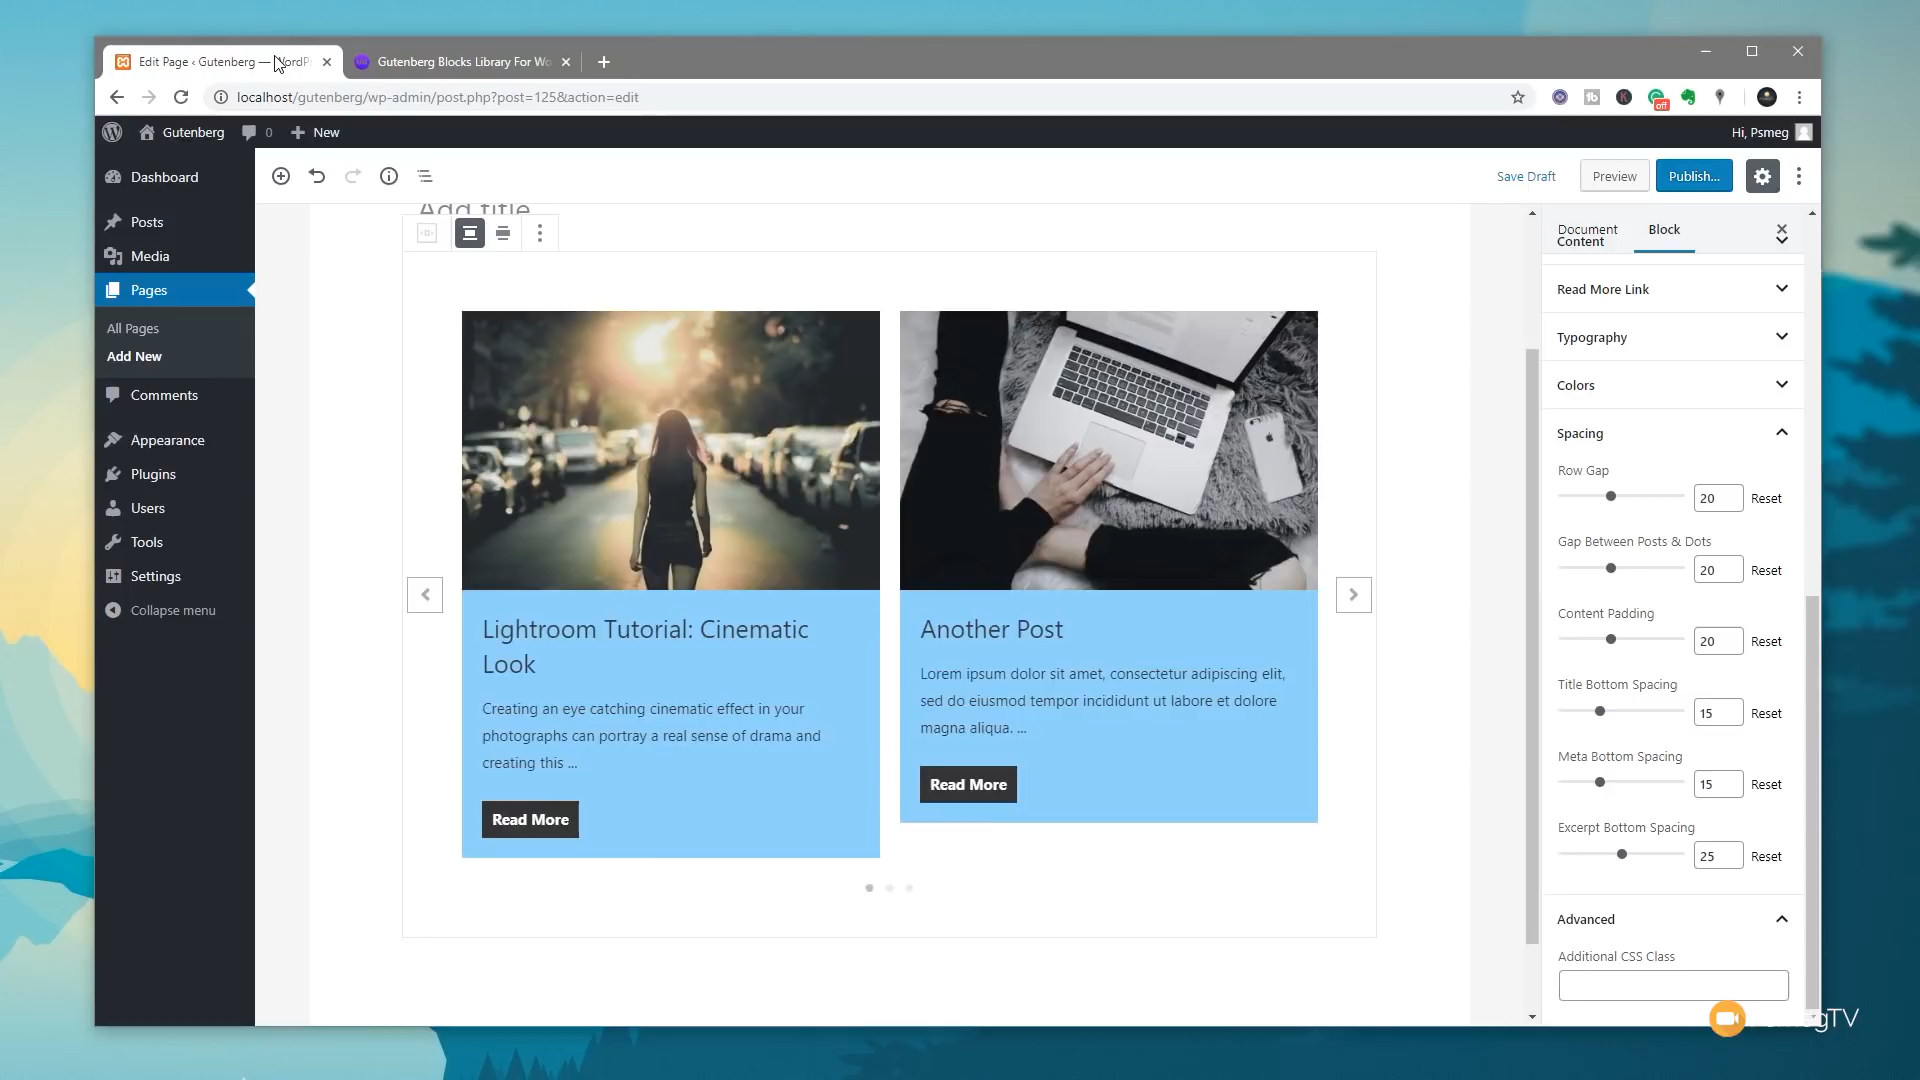 Edit Page ‹ Gutenberg — WordPr
Gutenberg Blocks Library For Wo
localhost/gutenberg/wp-admin/post.php?post=125&action=edit
off
Gutenberg
0
New
Hi, Psmeg
Dashboard
Posts
Media
Pages
All Pages
Add New
Comments
Appearance
Plugins
Users
Tools
Settings
Collapse menu
Save Draft
Preview
Publish...
Add title
Lightroom Tutorial: Cinematic
Look
Creating an eye catching cinematic effect in your
photographs can portray a real sense of drama and
creating this ...
Read More
Another Post
Lorem ipsum dolor sit amet, consectetur adipiscing elit,
sed do eiusmod tempor incididunt ut labore et dolore
magna aliqua. ...
Read More
Document
Block
Content
Read More Link
Typography
Colors
Spacing
Row Gap
20 Reset
Gap Between Posts & Dots
20 Reset
Content Padding
20 Reset
Title Bottom Spacing
15 Reset
Meta Bottom Spacing
15 Reset
Excerpt Bottom Spacing
25 Reset
Advanced
Additional CSS Class